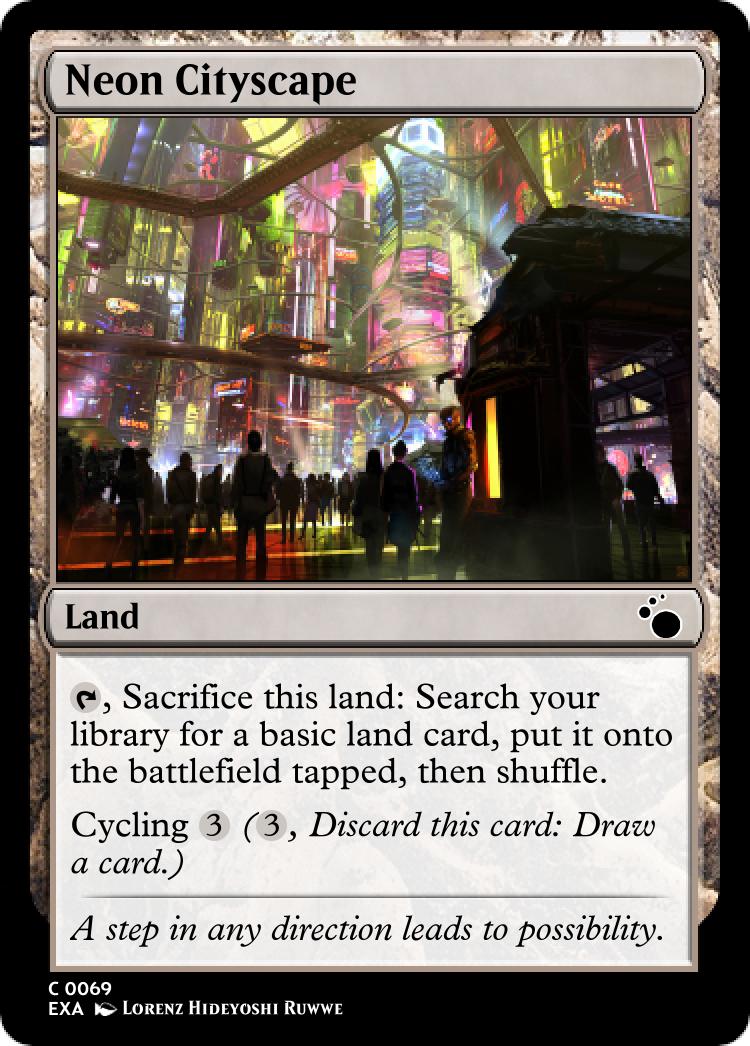 Neon Cityscape
CAFE
HOTEL
Land
, Sacrifice this land: Search your
library for a basic land card, put it onto
the battlefield tapped, then shuffle.
Cycling 3 (3, Discard this card: Draw
a card.)
A step in any direction leads to possibility.
C 0069
EXA Lorenz Hideyoshi Ruwwe